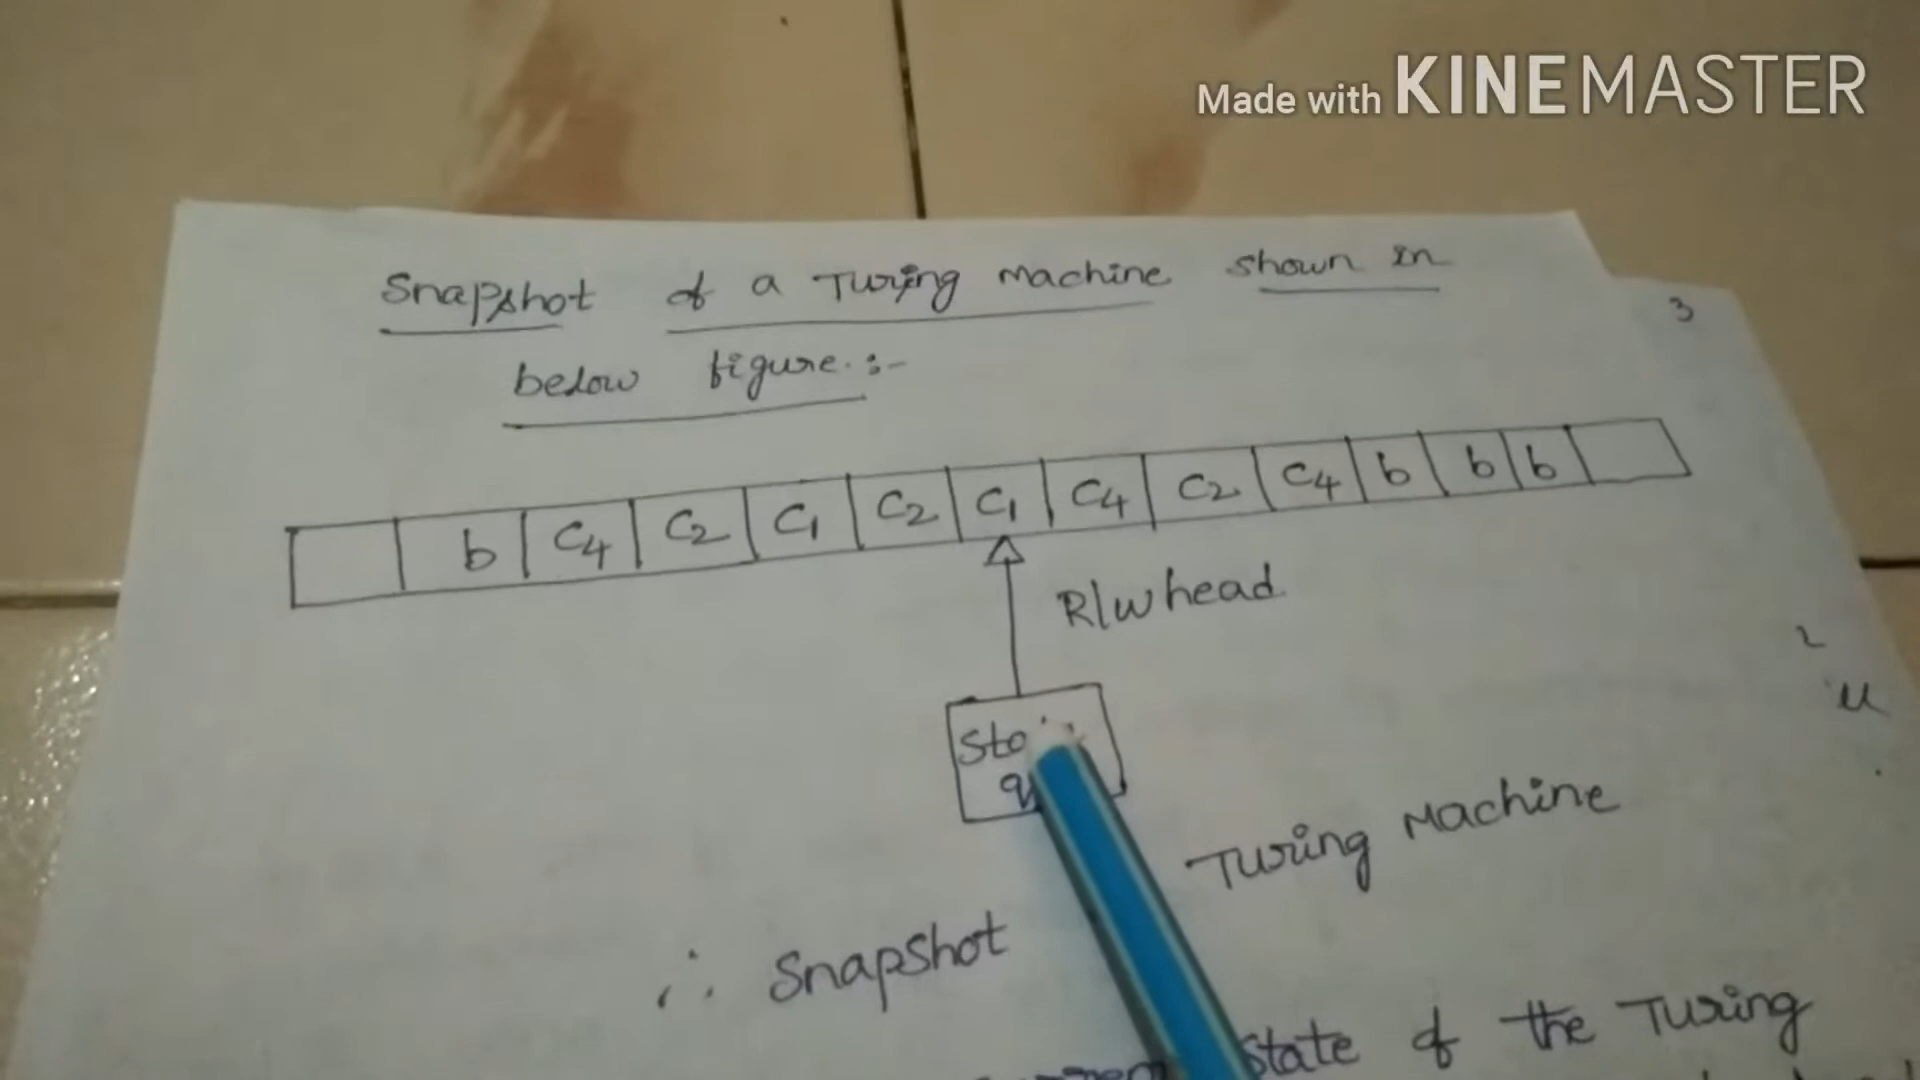 Made with KINEMASTER
Snapshot of a Turing Machine shown in
3
below figure :-
b C4 C2 C1 C2 C1 C4 C2 C4 b b b
R/W head
Turing Machine
∴ Snapshot
State of the Turing